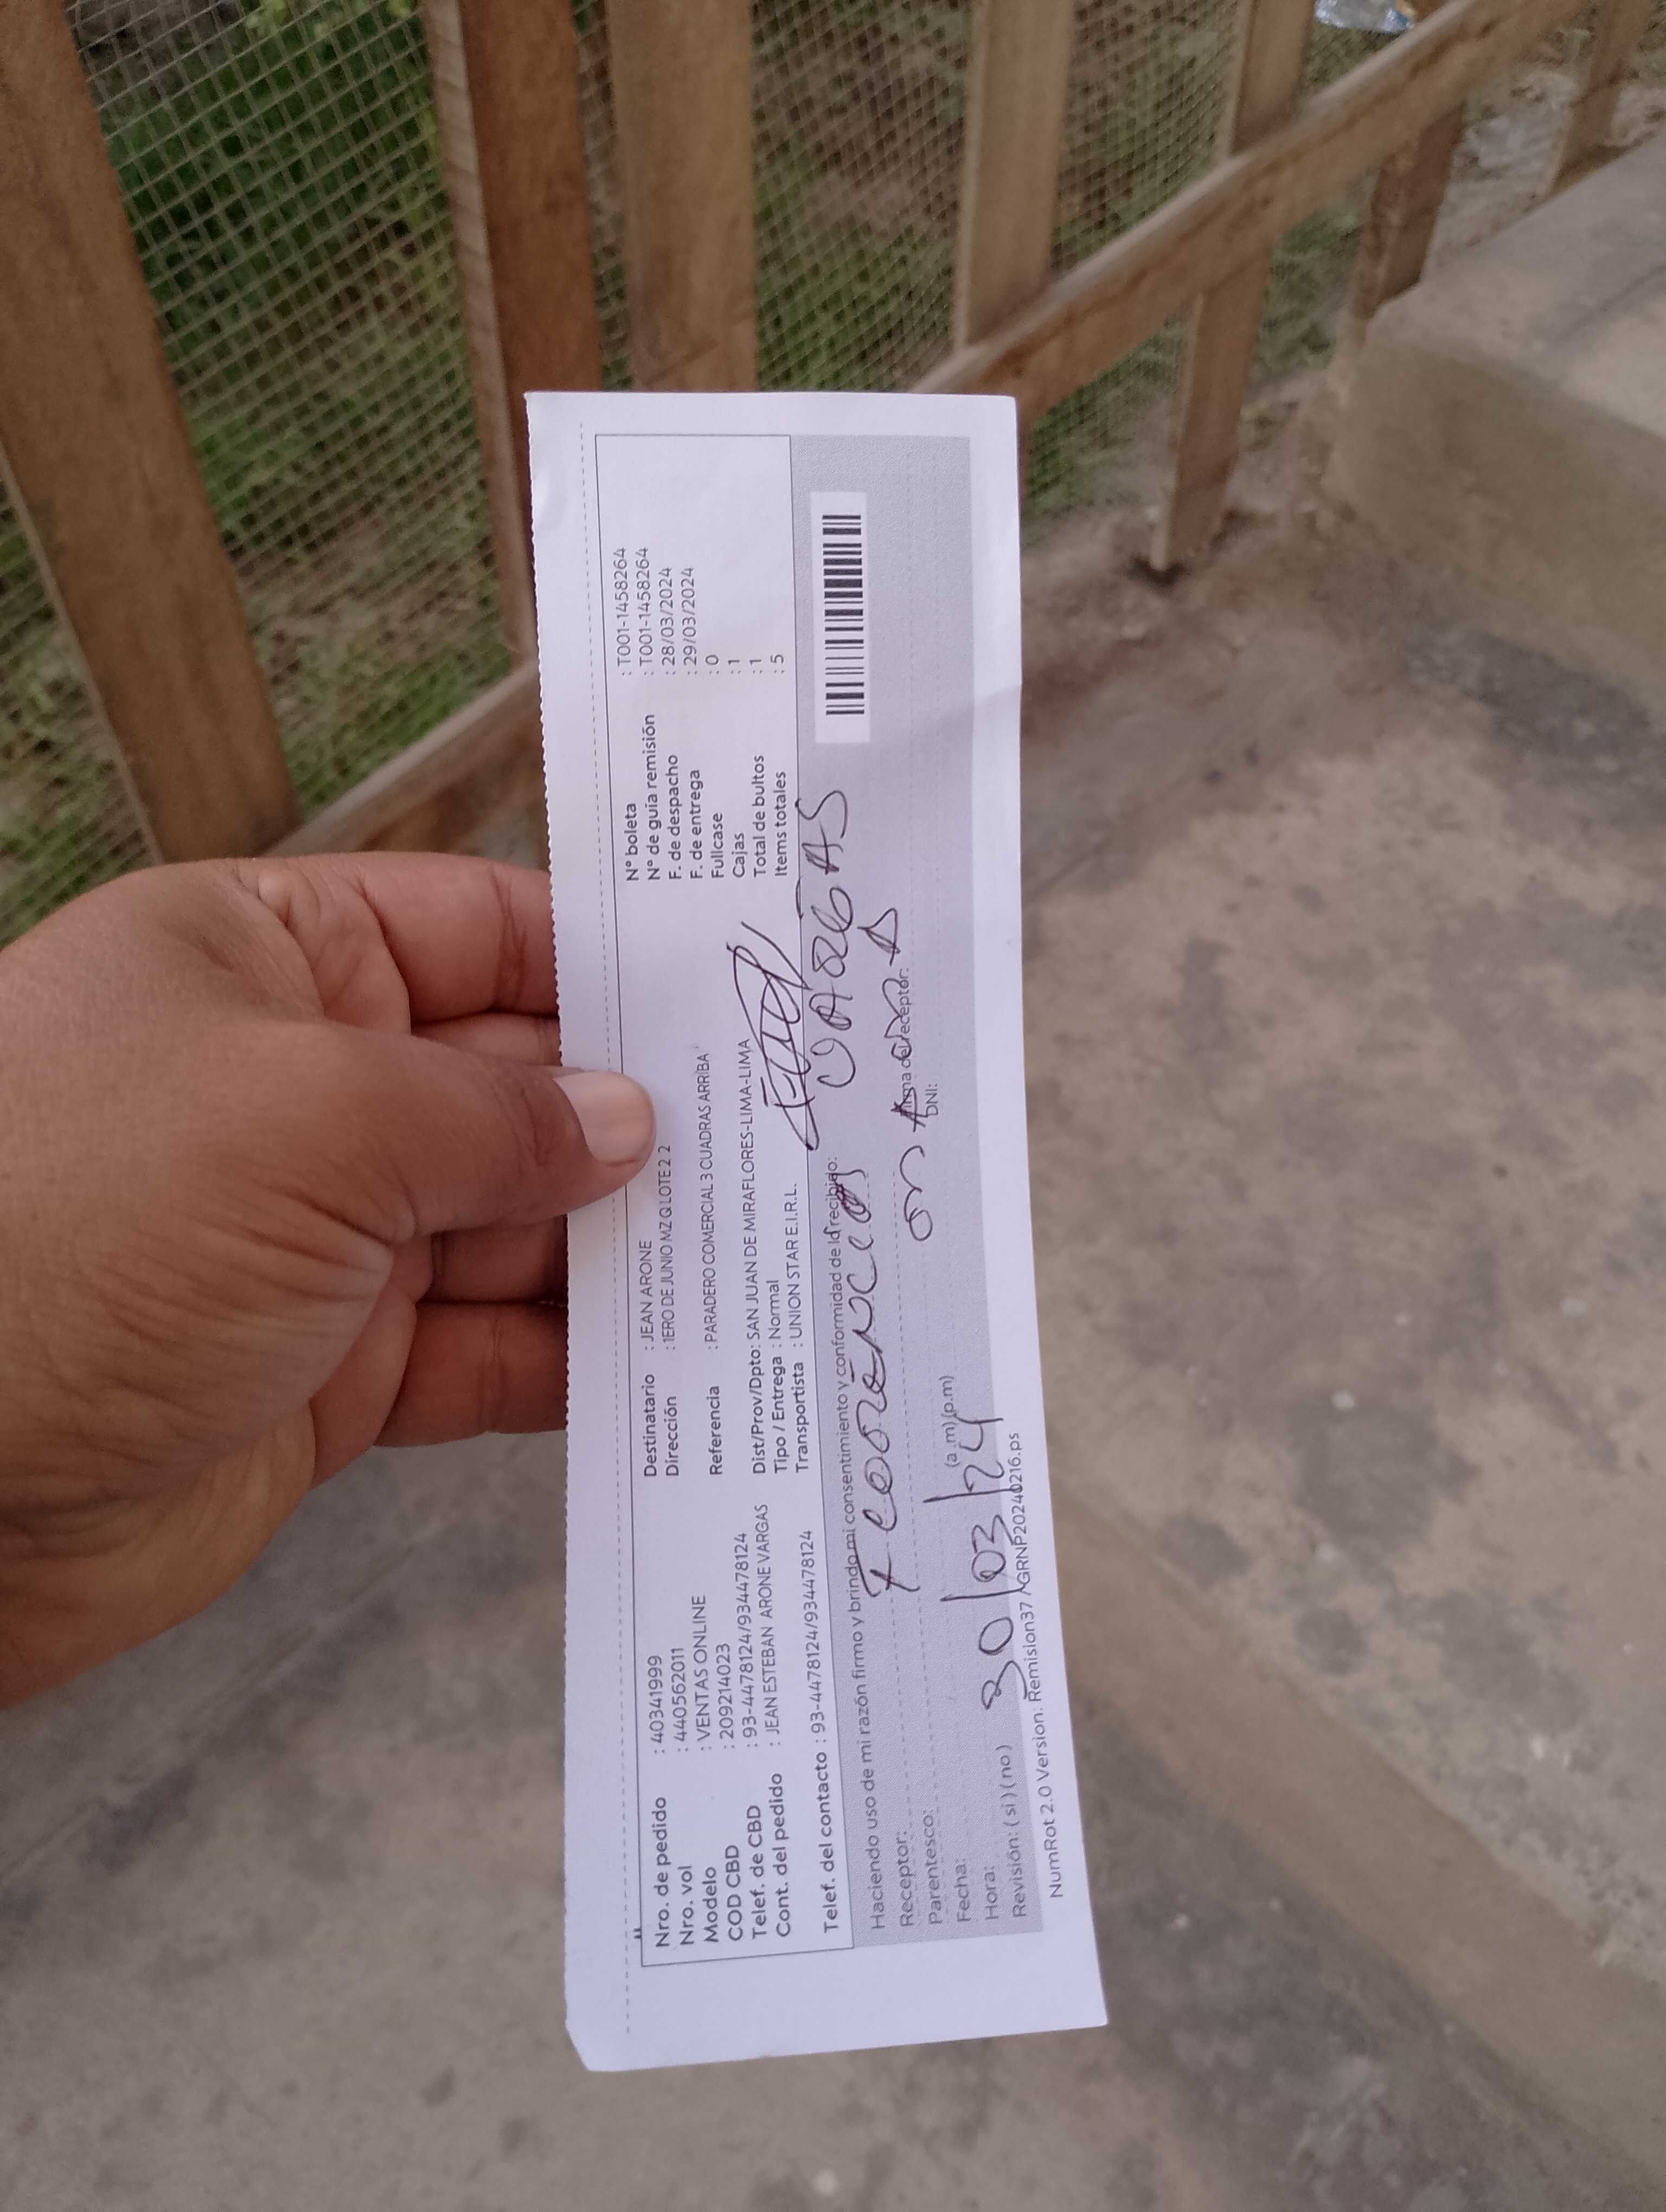 Nro. de pedido : 40341999
Nro. vol : 440562011
Modelo : VENTAS ONLINE
COD CBD : 209214023
Telef. de CBD : 93-4478124/934478124
Cont. del pedido : JEAN ESTEBAN ARONE VARGAS
Telef. del contacto : 93-4478124/934478124
Destinatario : JEAN ARONE
Dirección : 1ERO DE JUNIO MZ Q LOTE2 2
Referencia : PARADERO COMERCIAL 3 CUADRAS ARRIBA
Dist/Prov/Dpto: SAN JUAN DE MIRAFLORES-LIMA-LIMA
Tipo / Entrega : Normal
Transportista : UNION STAR E.I.R.L.
N° boleta : T001-1458264
N° de guía remisión : T001-1458264
F. de despacho : 28/03/2024
F. de entrega : 29/03/2024
Fullcase : 0
Cajas : 1
Total de bultos : 1
Items totales : 5
Haciendo uso de mi razón firmo y brindo mi consentimiento y conformidad de lo recibido:
Receptor:
Parentesco:
Firma del receptor:
Fecha:
DNI:
Hora: 30/03/24 (a.m) (p.m)
Revisión: ( si ) ( no )
NumRot 2.0 Version: Remision37 /GRNP20240216.ps